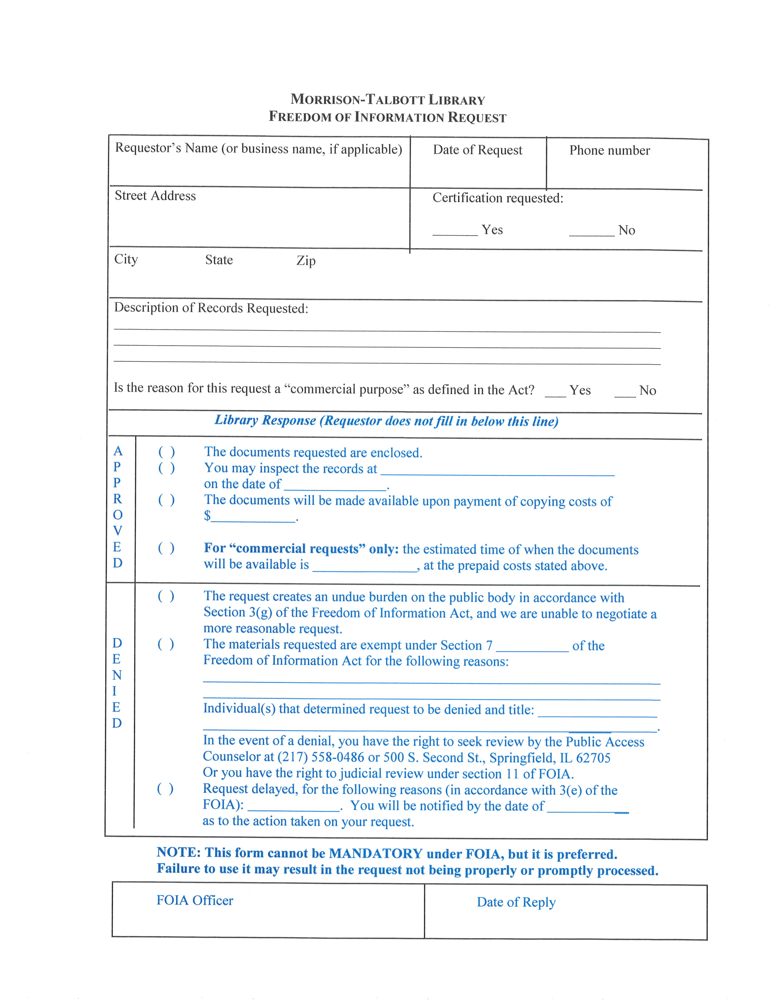 MORRISON-TALBOTT LIBRARY
FREEDOM OF INFORMATION REQUEST
Requestor's Name (or business name, if applicable)
Date of Request
Phone number
Street Address
Certification requested:
_______ Yes _______ No
City State Zip
Description of Records Requested:
Is the reason for this request a “commercial purpose” as defined in the Act? ___ Yes ___ No
Library Response (Requestor does not fill in below this line)
APPROVED
( ) The documents requested are enclosed.
( ) You may inspect the records at ____________________
on the date of ______________.
( ) The documents will be made available upon payment of copying costs of
$____________.
( ) For “commercial requests” only: the estimated time of when the documents
will be available is ______________, at the prepaid costs stated above.
DENIED
( ) The request creates an undue burden on the public body in accordance with
Section 3(g) of the Freedom of Information Act, and we are unable to negotiate a
more reasonable request.
( ) The materials requested are exempt under Section 7 __________ of the
Freedom of Information Act for the following reasons:
Individual(s) that determined request to be denied and title: ________________
____________________.
In the event of a denial, you have the right to seek review by the Public Access
Counselor at (217) 558-0486 or 500 S. Second St., Springfield, IL 62705
Or you have the right to judicial review under section 11 of FOIA.
( ) Request delayed, for the following reasons (in accordance with 3(e) of the
FOIA): ____________. You will be notified by the date of ___________
as to the action taken on your request.
NOTE: This form cannot be MANDATORY under FOIA, but it is preferred.
Failure to use it may result in the request not being properly or promptly processed.
FOIA Officer
Date of Reply